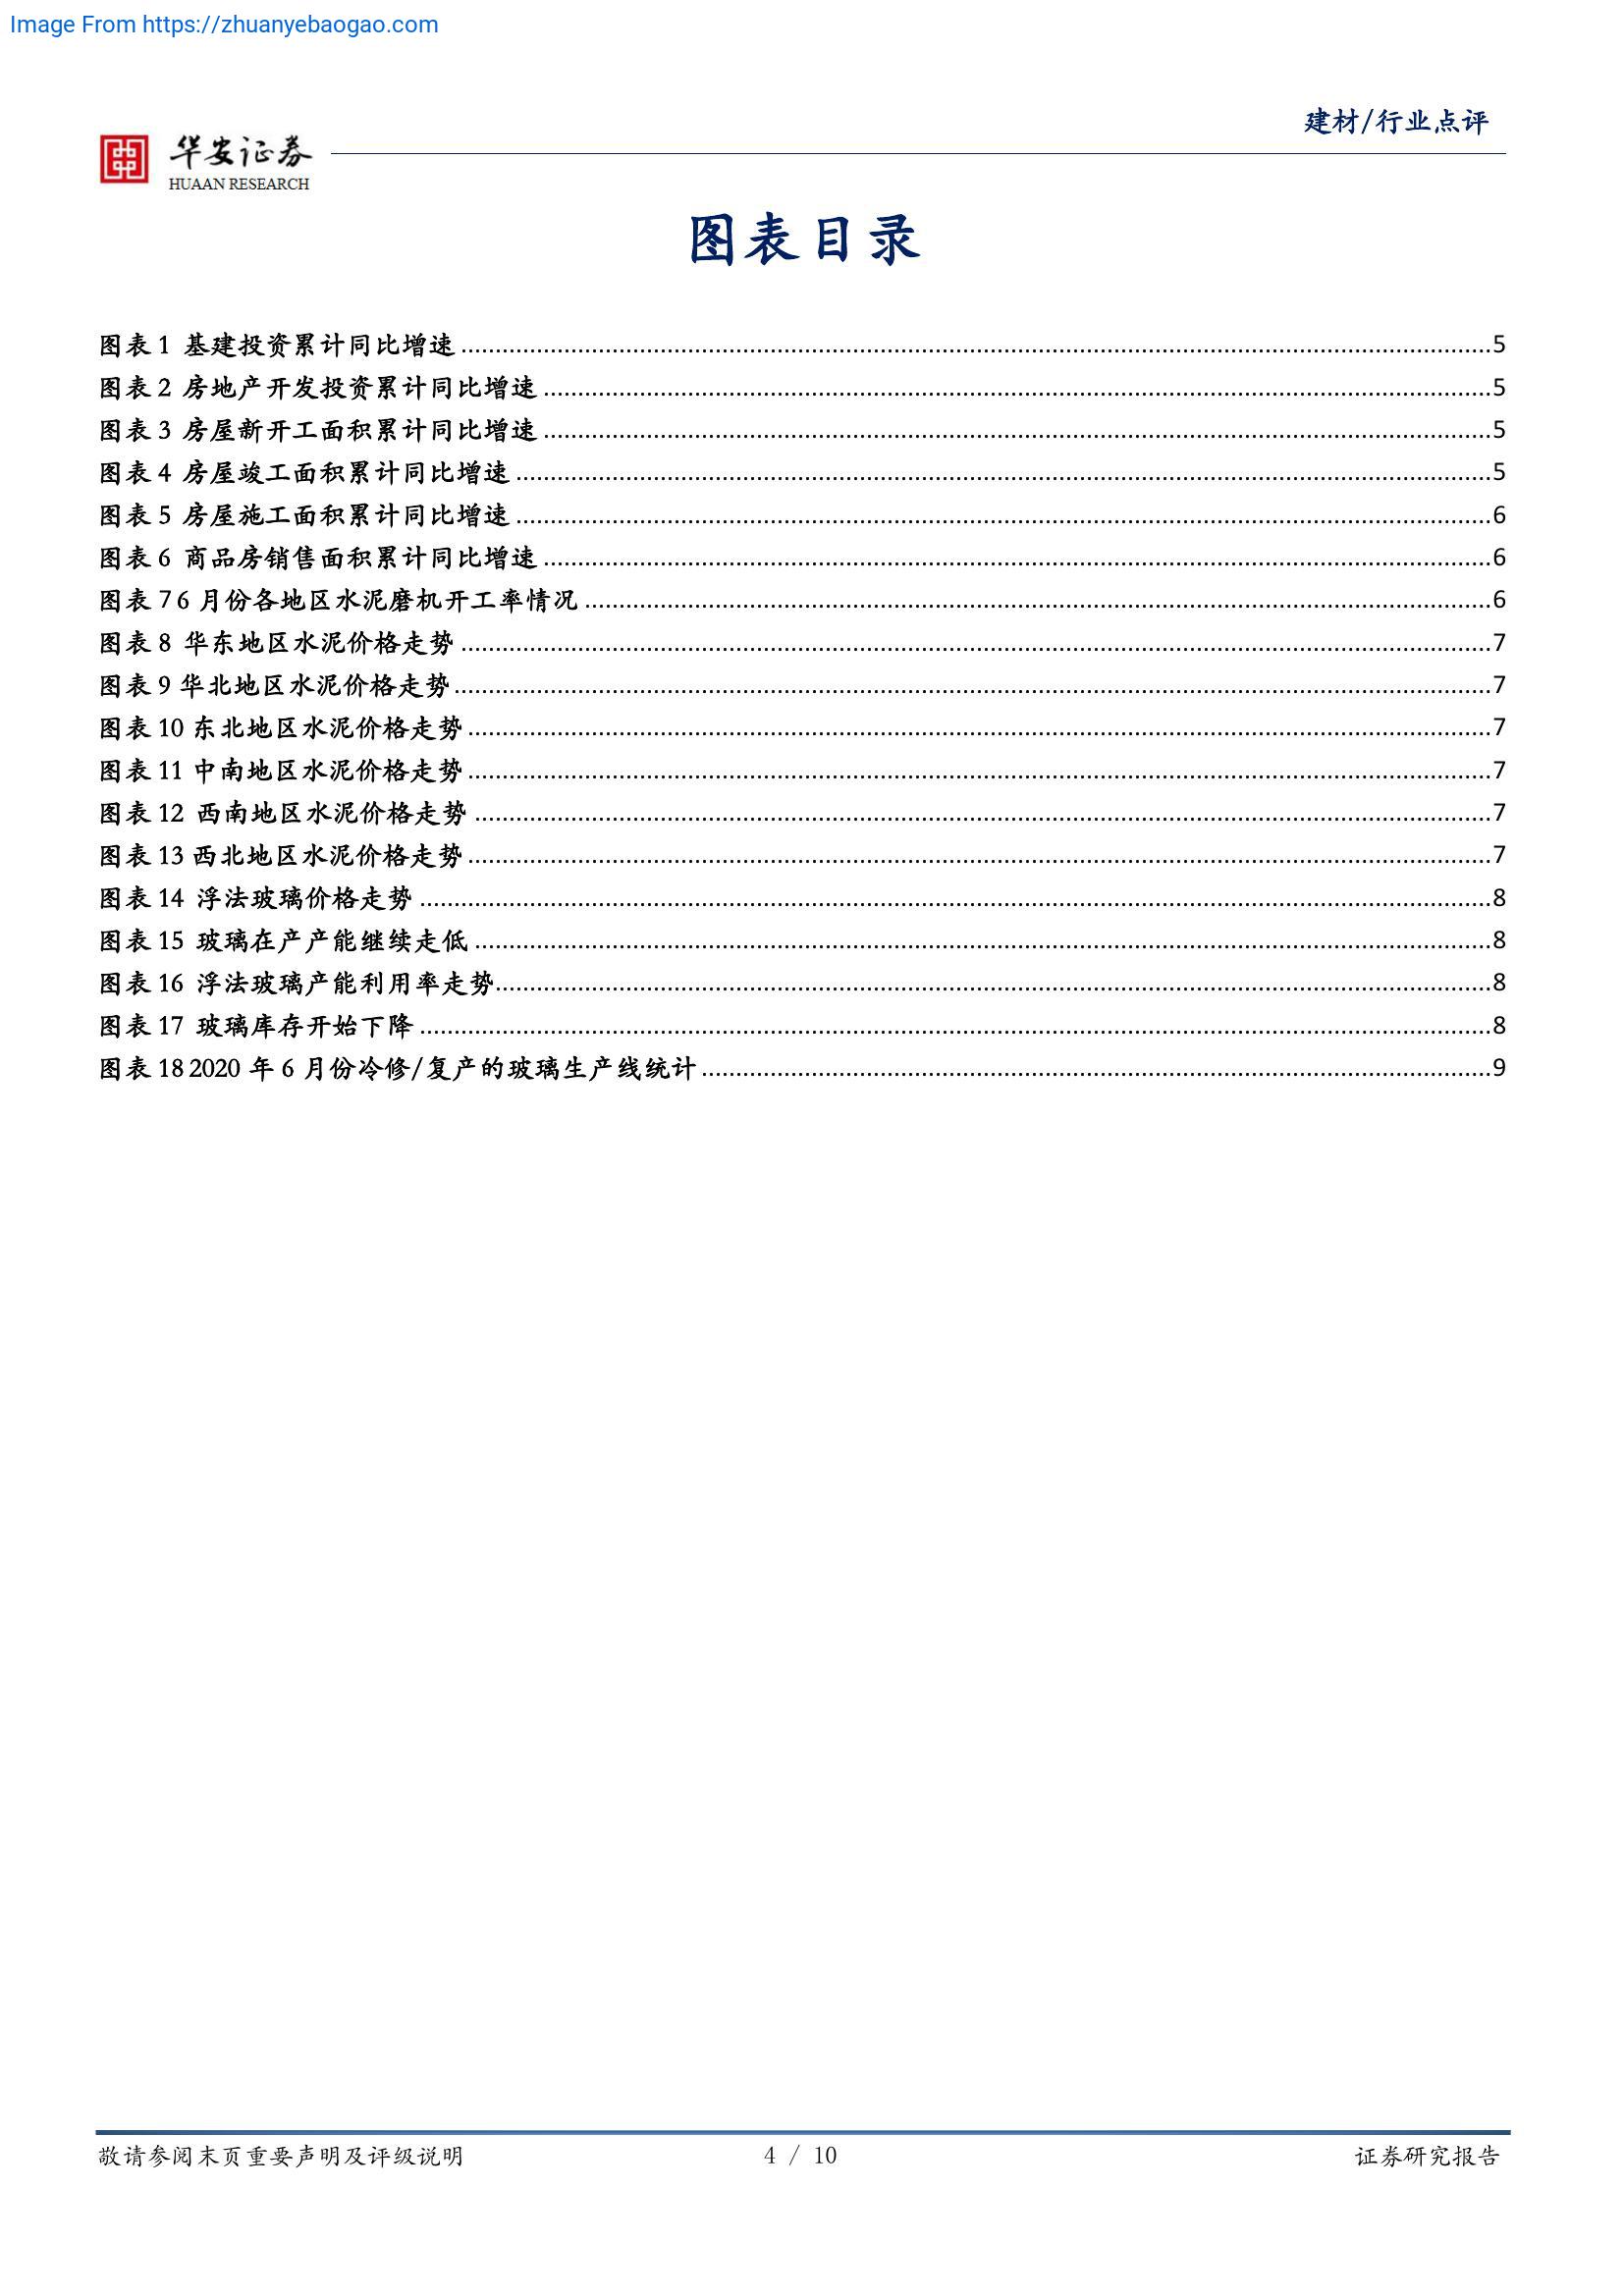 Image From https://zhuanyebaogao.com
建材/行业点评
华安证券
HUAAN RESEARCH
图表目录
图表 1 基建投资累计同比增速 ........ 5
图表 2 房地产开发投资累计同比增速 ........ 5
图表 3 房屋新开工面积累计同比增速 ........ 5
图表 4 房屋竣工面积累计同比增速 ........ 5
图表 5 房屋施工面积累计同比增速 ........ 6
图表 6 商品房销售面积累计同比增速 ........ 6
图表 7 6 月份各地区水泥磨机开工率情况 ........ 6
图表 8 华东地区水泥价格走势 ........ 7
图表 9 华北地区水泥价格走势 ........ 7
图表 10 东北地区水泥价格走势 ........ 7
图表 11 中南地区水泥价格走势 ........ 7
图表 12 西南地区水泥价格走势 ........ 7
图表 13 西北地区水泥价格走势 ........ 7
图表 14 浮法玻璃价格走势 ........ 8
图表 15 玻璃在产产能继续走低 ........ 8
图表 16 浮法玻璃产能利用率走势 ........ 8
图表 17 玻璃库存开始下降 ........ 8
图表 18 2020 年 6 月份冷修/复产的玻璃生产线统计 ........ 9
敬请参阅末页重要声明及评级说明
4 / 10
证券研究报告